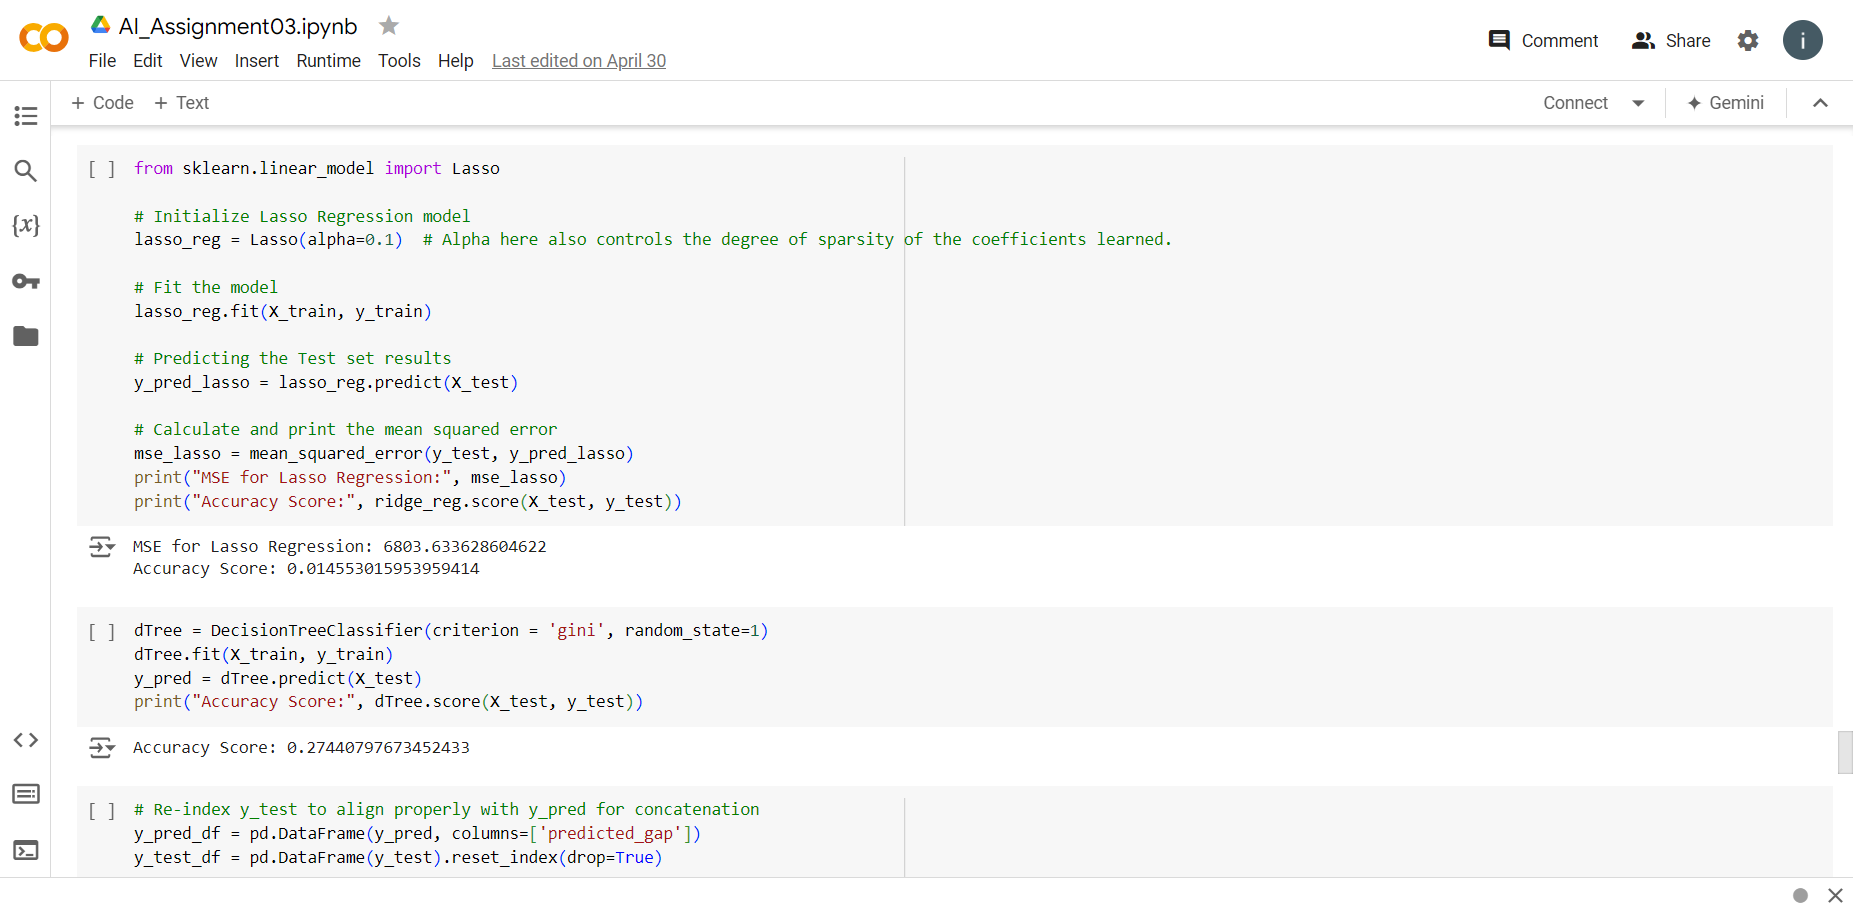 AI_Assignment03.ipynb
File Edit View Insert Runtime Tools Help Last edited on April 30
Comment Share i
+ Code + Text
Connect Gemini
[ ] from sklearn.linear_model import Lasso
# Initialize Lasso Regression model
lasso_reg = Lasso(alpha=0.1)  # Alpha here also controls the degree of sparsity of the coefficients learned.
# Fit the model
lasso_reg.fit(X_train, y_train)
# Predicting the Test set results
y_pred_lasso = lasso_reg.predict(X_test)
# Calculate and print the mean squared error
mse_lasso = mean_squared_error(y_test, y_pred_lasso)
print("MSE for Lasso Regression:", mse_lasso)
print("Accuracy Score:", ridge_reg.score(X_test, y_test))
MSE for Lasso Regression: 6803.633628604622
Accuracy Score: 0.014553015953959414
[ ] dTree = DecisionTreeClassifier(criterion = 'gini', random_state=1)
dTree.fit(X_train, y_train)
y_pred = dTree.predict(X_test)
print("Accuracy Score:", dTree.score(X_test, y_test))
Accuracy Score: 0.27440797673452433
[ ] # Re-index y_test to align properly with y_pred for concatenation
y_pred_df = pd.DataFrame(y_pred, columns=['predicted_gap'])
y_test_df = pd.DataFrame(y_test).reset_index(drop=True)